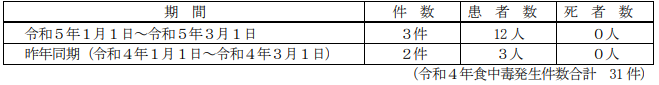 期　間　件　数　患　者　数　死　者　数
令和５年１月１日～令和５年３月１日　３件　12人　０人
昨年同期（令和４年１月１日～令和４年３月１日）　２件　３人　０人
（令和４年食中毒発生件数合計　31件）